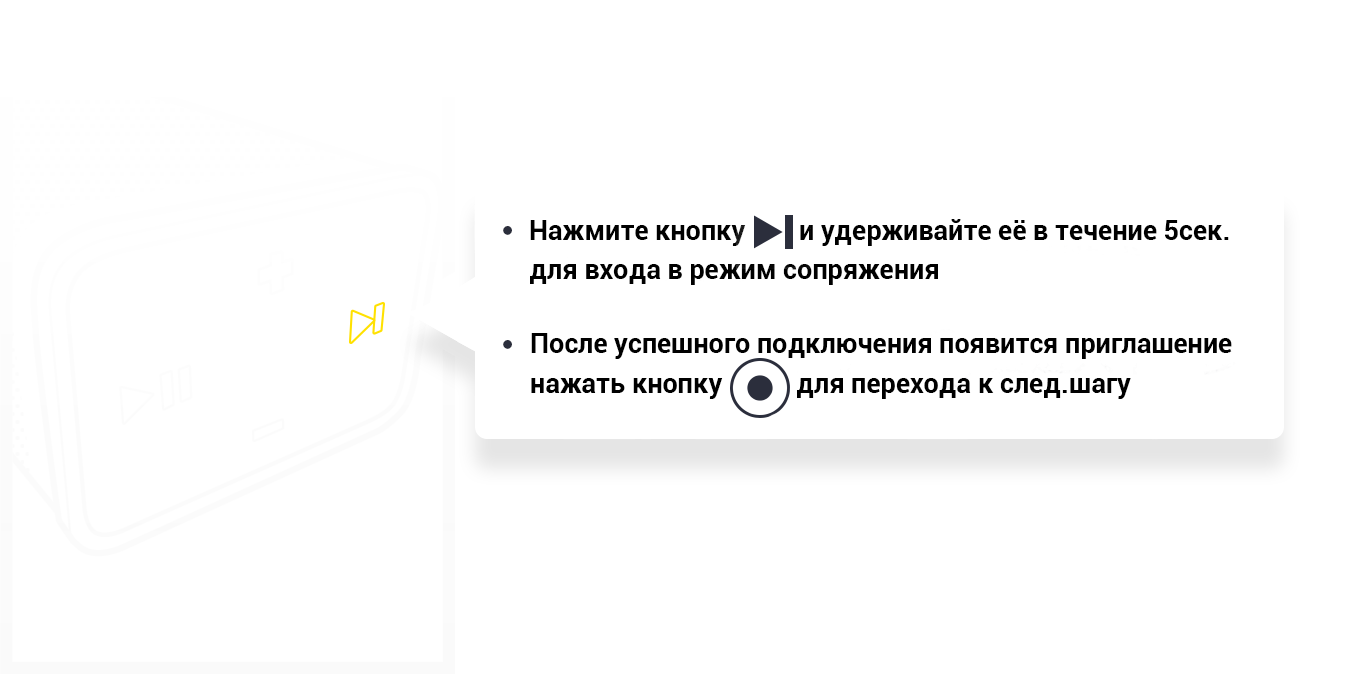 • Нажмите кнопку и удерживайте её в течение 5сек.
для входа в режим сопряжения
• После успешного подключения появится приглашение
нажать кнопку для перехода к след.шагу